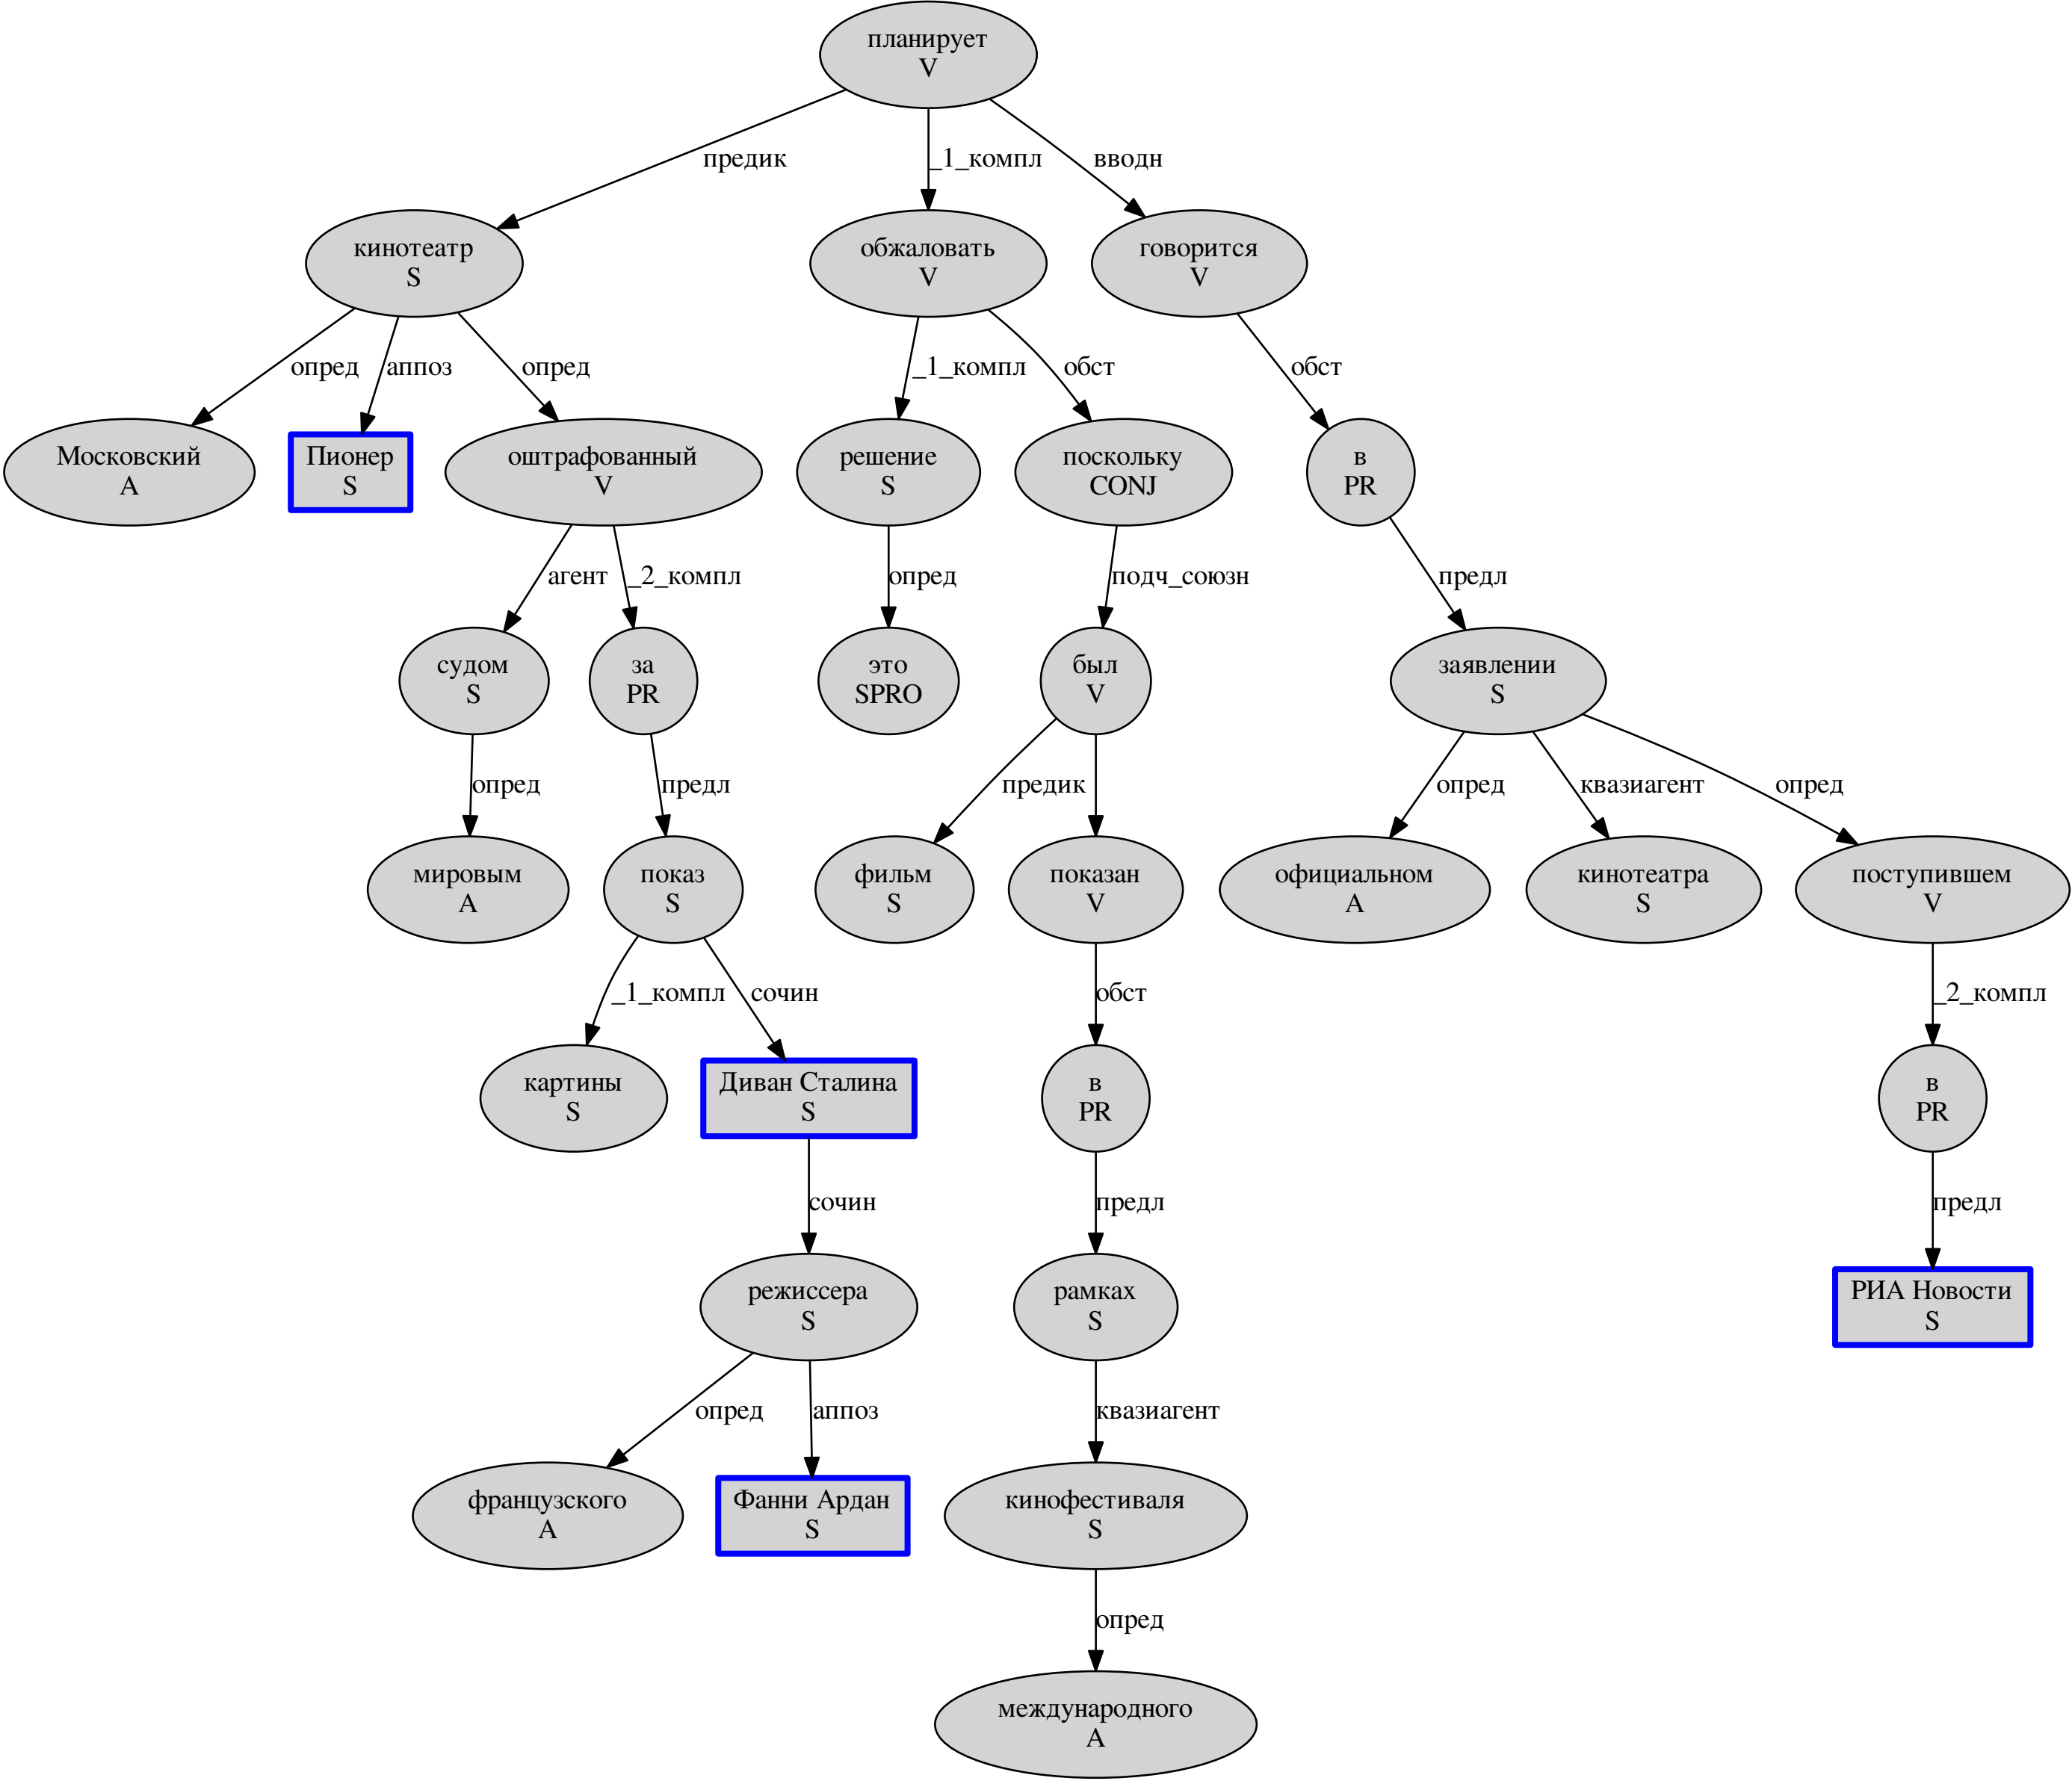 планирует
V
предик
_1_компл
вводн
кинотеатр
S
обжаловать
V
говорится
V
опред
аппоз
опред
_1_компл
обст
обст
Московский
A
Пионер
S
оштрафованный
V
решение
S
поскольку
CONJ
в
PR
агент
_2_компл
опред
подч_союзн
предл
судом
S
за
PR
это
SPRO
был
V
заявлении
S
опред
предл
предик
опред
квазиагент
опред
мировым
A
показ
S
фильм
S
показан
V
официальном
A
кинотеатра
S
поступившем
V
_1_компл
сочин
обст
_2_компл
картины
S
Диван Сталина
S
в
PR
в
PR
сочин
предл
предл
режиссера
S
рамках
S
РИА Новости
S
опред
аппоз
квазиагент
французского
A
Фанни Ардан
S
кинофестиваля
S
опред
международного
A